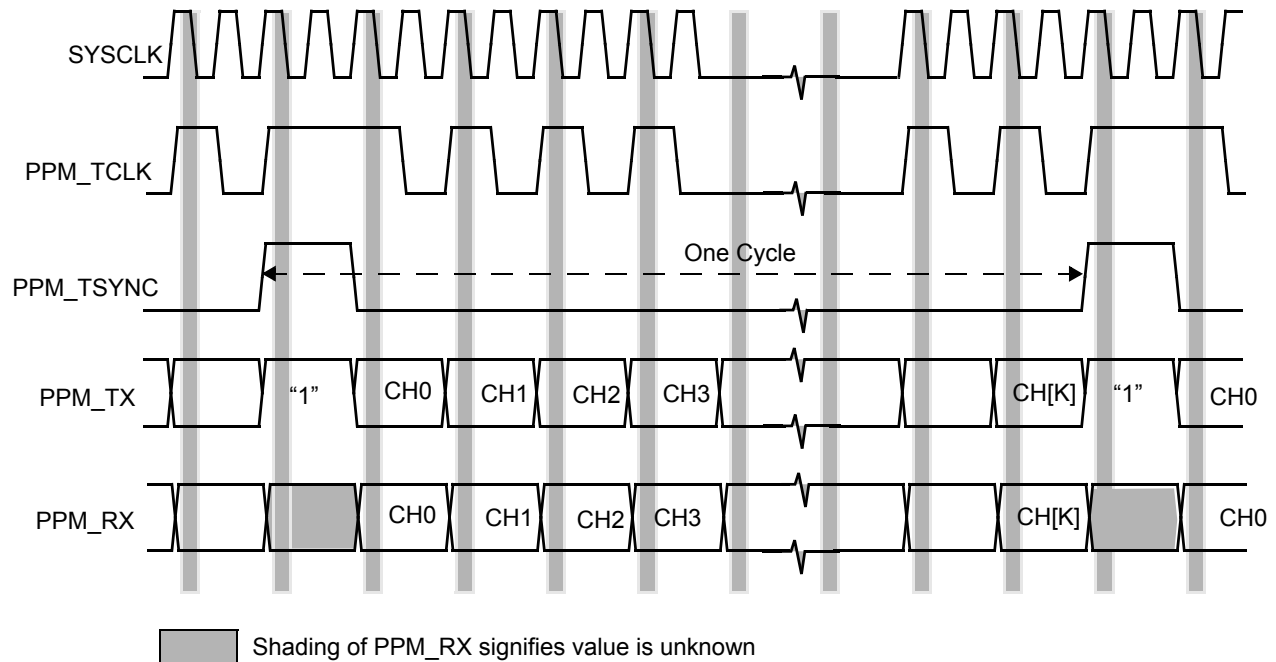 SYSCLK
PPM_TCLK
One Cycle
PPM_TSYNC
PPM_TX “1” CH0 CH1 CH2 CH3 CH[K] “1” CH0
PPM_RX CH0 CH1 CH2 CH3 CH[K] CH0
Shading of PPM_RX signifies value is unknown